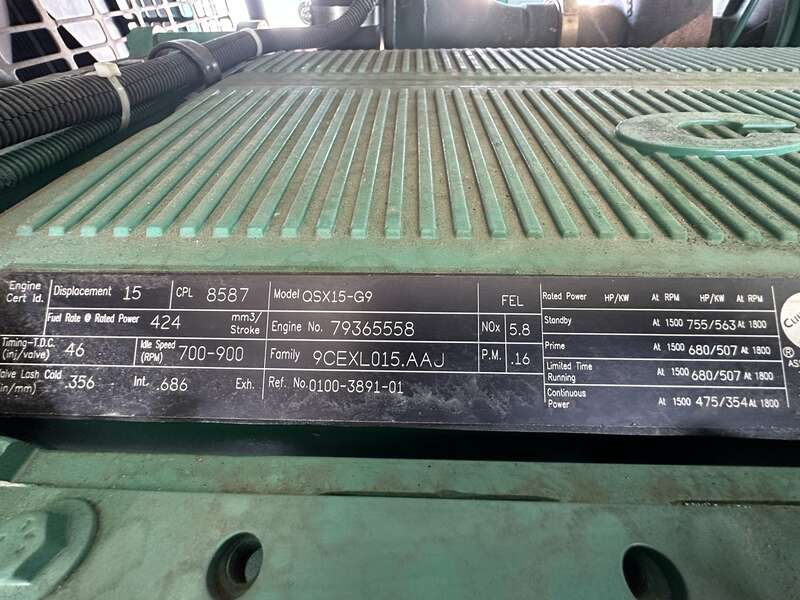 Engine Cert Id. Displacement 15 CPL 8587 Model QSX15-G9 FEL Rated Power HP/KW At RPM HP/KW At RPM
Fuel Rate @ Rated Power 424 mm3/Stroke Engine No. 79365558 NOx 5.8 Standby At 1500 755/563 At 1800
Timing-T.D.C. (inj/valve) 46 Idle Speed (RPM) 700-900 Family 9CEXL015.AAJ P.M. .16 Prime At 1500 680/507 At 1800
Limited Time Running At 1500 680/507 At 1800
Valve Lash Cold (in/mm) .356 Int. .686 Exh. Ref. No. 0100-3891-01 Continuous Power At 1500 475/354 At 1800